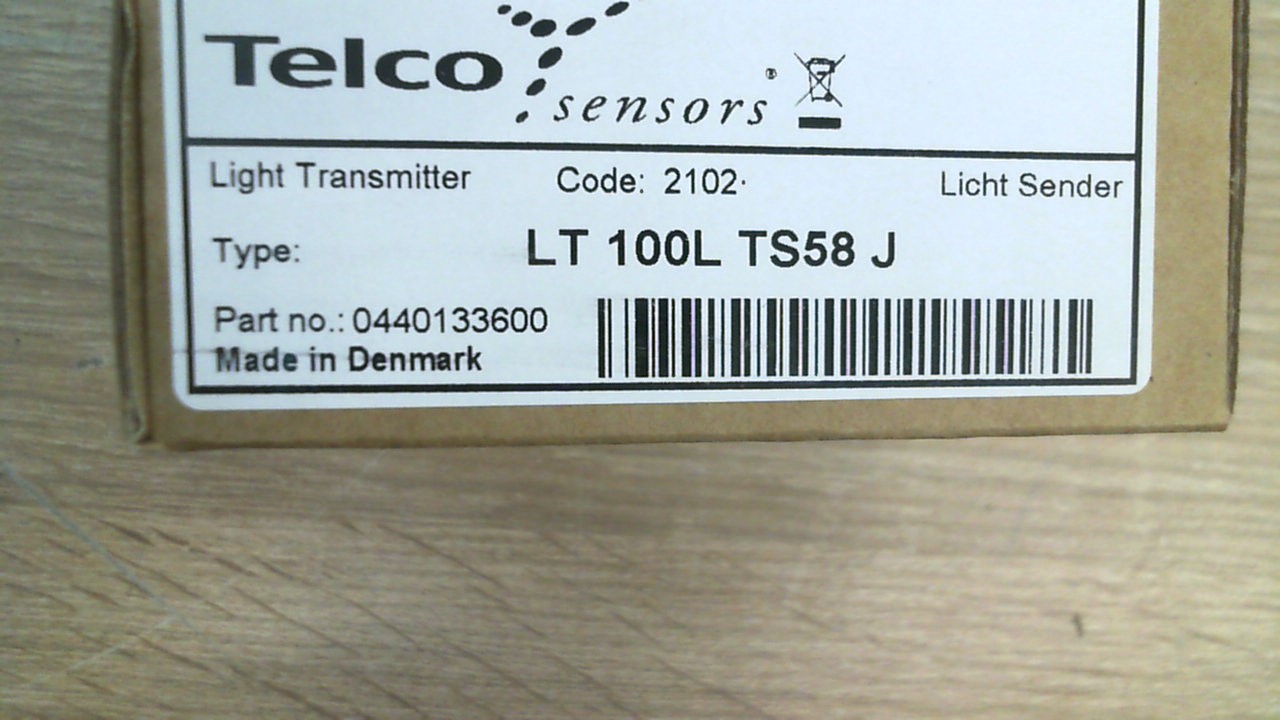 Telco
sensors®
Light Transmitter Code: 2102· Licht Sender
Type: LT 100L TS58 J
Part no.: 0440133600
Made in Denmark